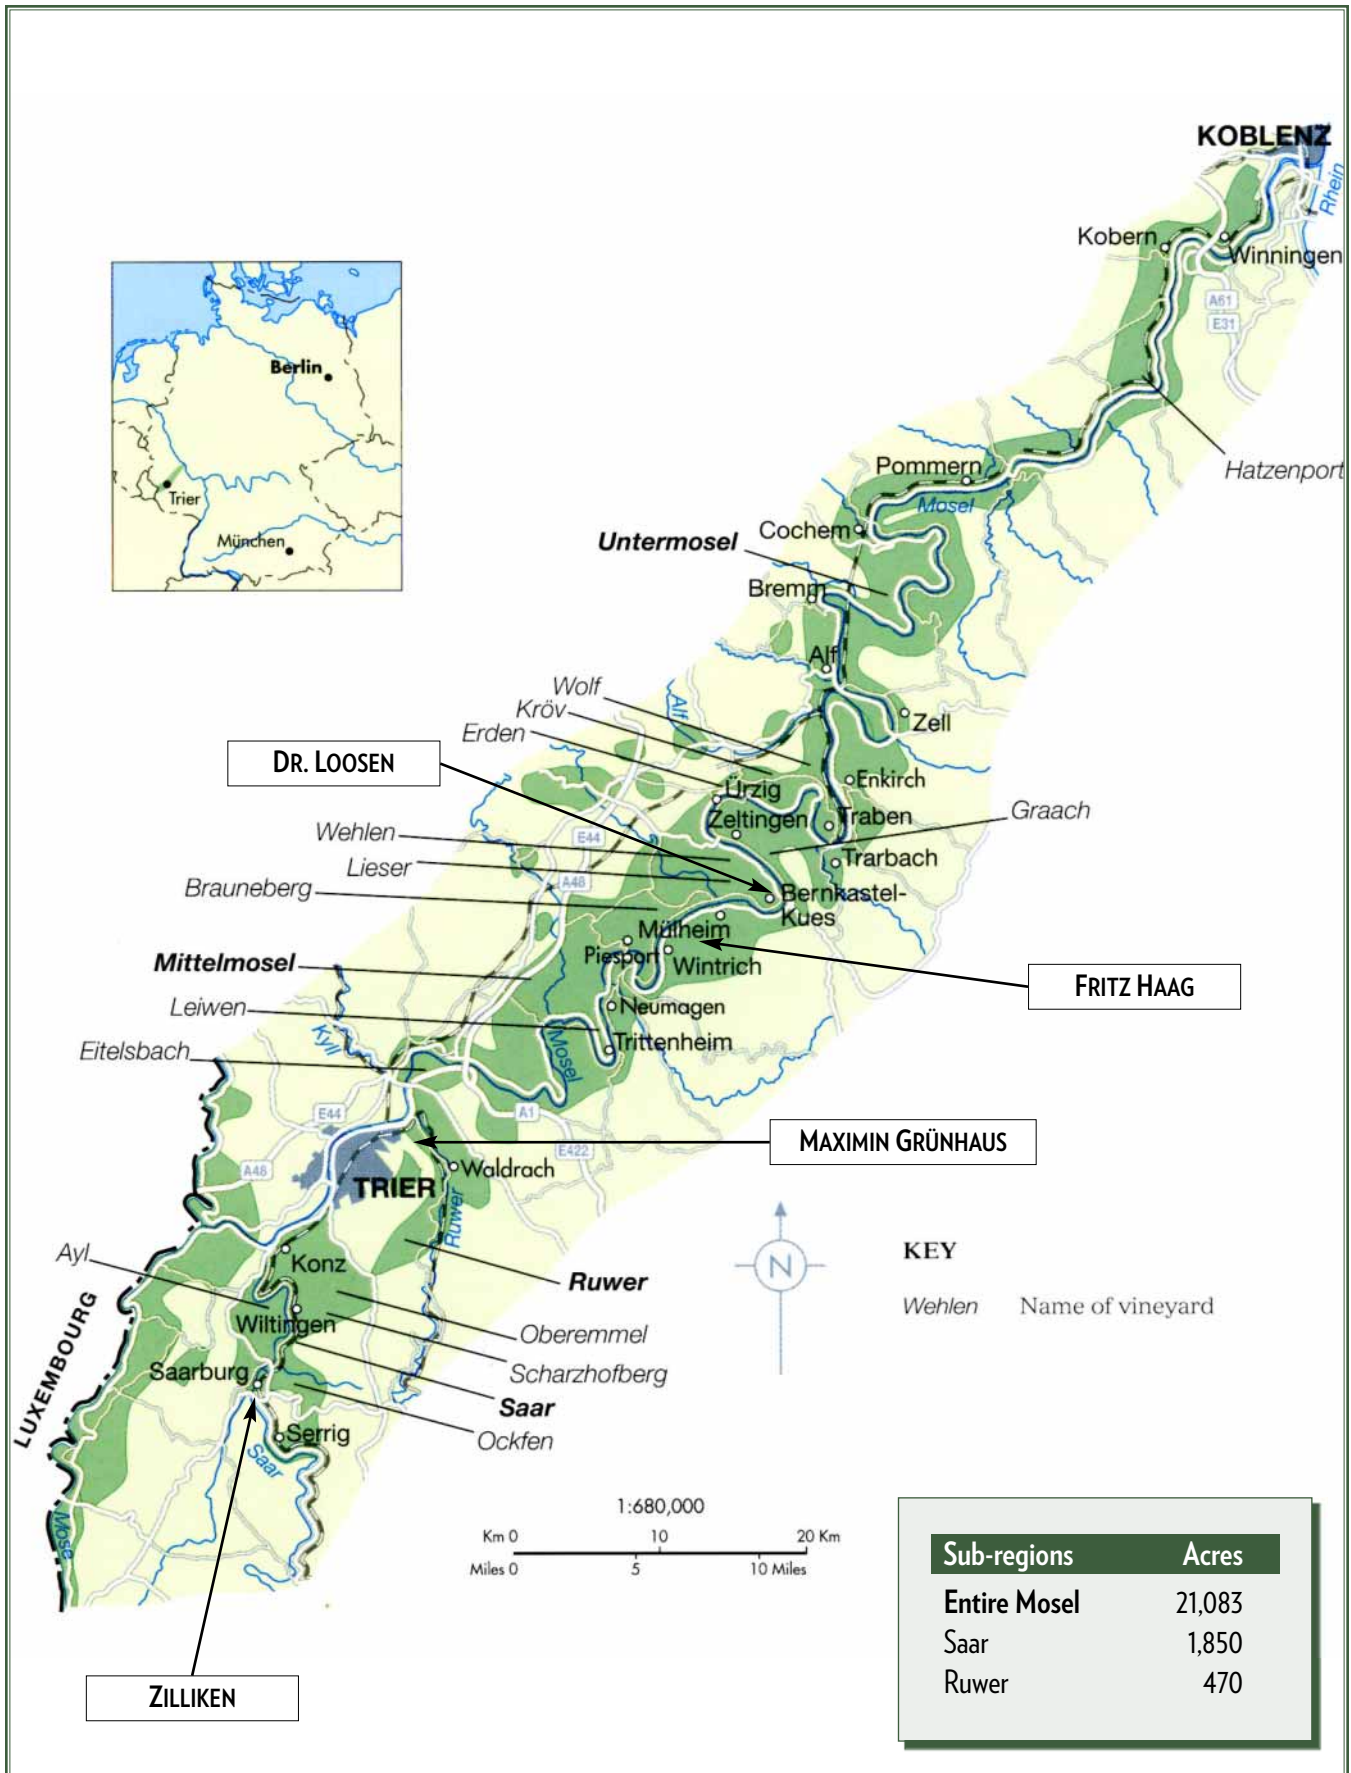 KOBLENZ
Rhein
Kobern
Winningen
A61
E31
Berlin
Trier
München
Hatzenport
Pommern
Mosel
Cochem
Untermosel
Bremm
Alf
Wolf
Kröv
Alf
Zell
Erden
DR. LOOSEN
Ürzig
Enkirch
Zeltingen
Traben
Graach
Wehlen
E44
Trarbach
Lieser
A48
Brauneberg
Bernkastel-
Kues
Mülheim
Piesport
Wintrich
Mittelmosel
FRITZ HAAG
Leiwen
Neumagen
Kyll
Mosel
Trittenheim
Eitelsbach
E44
A1
MAXIMIN GRÜNHAUS
E422
A48
Waldrach
TRIER
Ruwer
Ayl
Konz
KEY
N
Ruwer
LUXEMBOURG
Wehlen Name of vineyard
Wiltingen
Oberemmel
Saarburg
Scharzhofberg
Saar
Serrig
Ockfen
Saar
Mose
1:680,000
Km 0 10 20 Km
Miles 0 5 10 Miles
ZILLIKEN
Sub-regions Acres
Entire Mosel 21,083
Saar 1,850
Ruwer 470